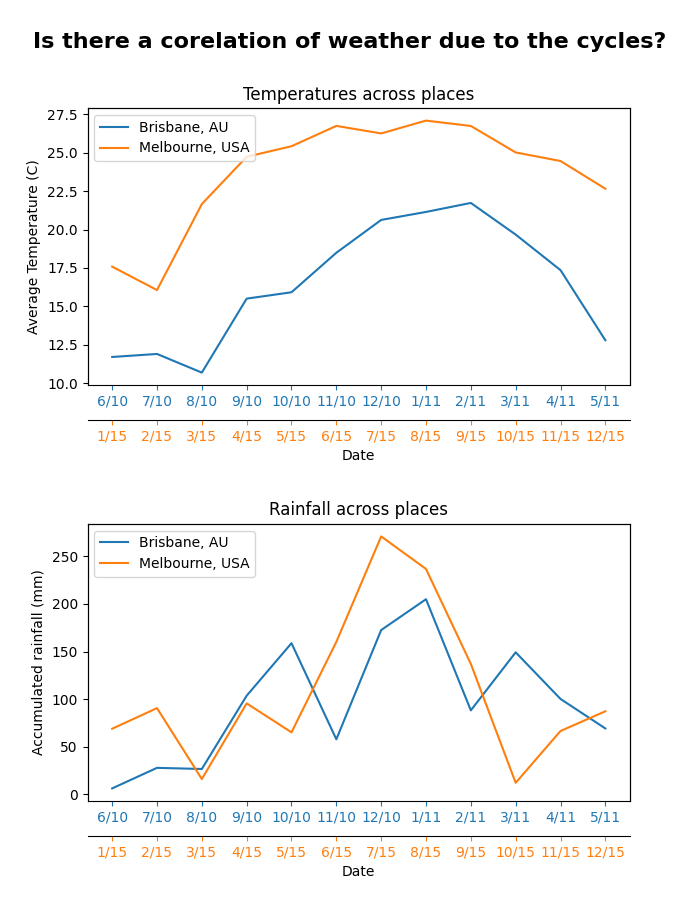 Is there a corelation of weather due to the cycles?
Temperatures across places
Brisbane, AU
Melbourne, USA
Average Temperature (C)
27.5
25.0
22.5
20.0
17.5
15.0
12.5
10.0
6/10 7/10 8/10 9/10 10/10 11/10 12/10 1/11 2/11 3/11 4/11 5/11
1/15 2/15 3/15 4/15 5/15 6/15 7/15 8/15 9/15 10/15 11/15 12/15
Date
Rainfall across places
Brisbane, AU
Melbourne, USA
Accumulated rainfall (mm)
250
200
150
100
50
0
6/10 7/10 8/10 9/10 10/10 11/10 12/10 1/11 2/11 3/11 4/11 5/11
1/15 2/15 3/15 4/15 5/15 6/15 7/15 8/15 9/15 10/15 11/15 12/15
Date